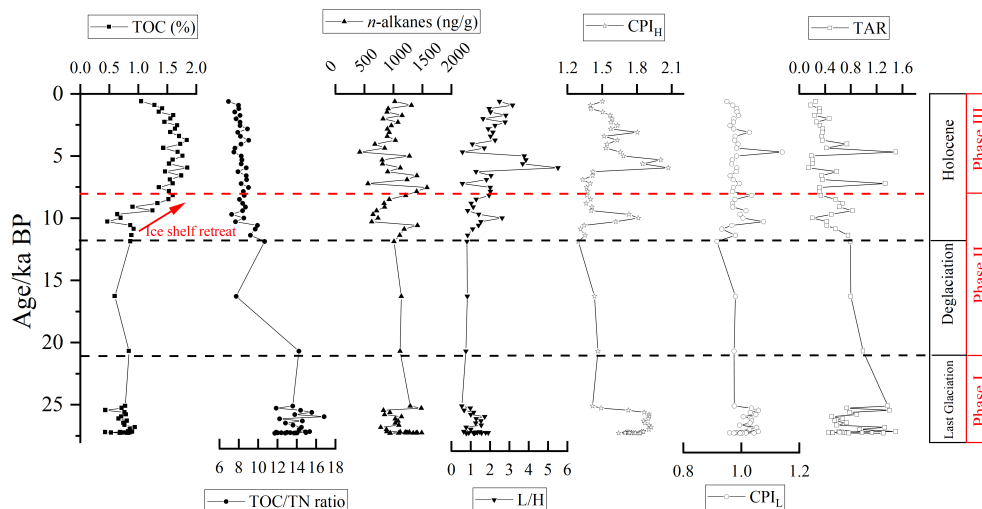 TOC (%)
n-alkanes (ng/g)
CPIH
TAR
0.0 0.5 1.0 1.5 2.0
0 500 1000 1500 2000
1.2 1.5 1.8 2.1
0.0 0.4 0.8 1.2 1.6
Age/ka BP
0
5
10
15
20
25
Ice shelf retreat
Holocene
Deglaciation
Last Glaciation
Phase III
Phase II
Phase I
6 8 10 12 14 16 18
TOC/TN ratio
0 1 2 3 4 5 6
L/H
0.8 1.0 1.2
CPIL